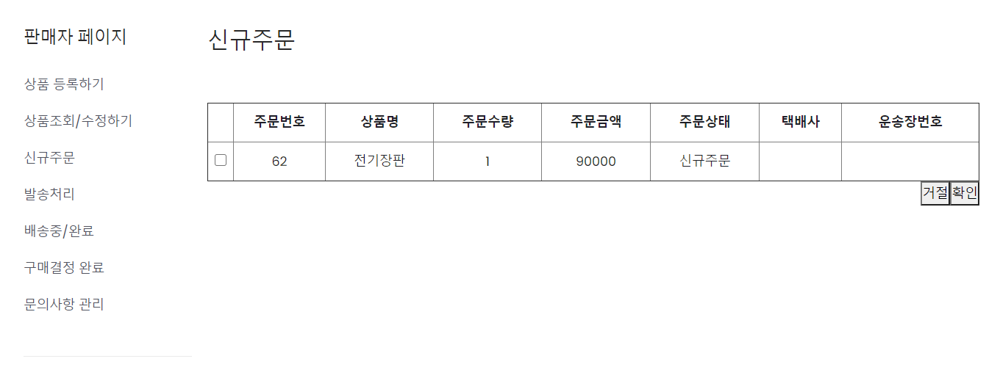 판매자 페이지
상품 등록하기
상품조회/수정하기
신규주문
발송처리
배송중/완료
구매결정 완료
문의사항 관리
신규주문
주문번호 상품명 주문수량 주문금액 주문상태 택배사 운송장번호
62 전기장판 1 90000 신규주문
거절 확인